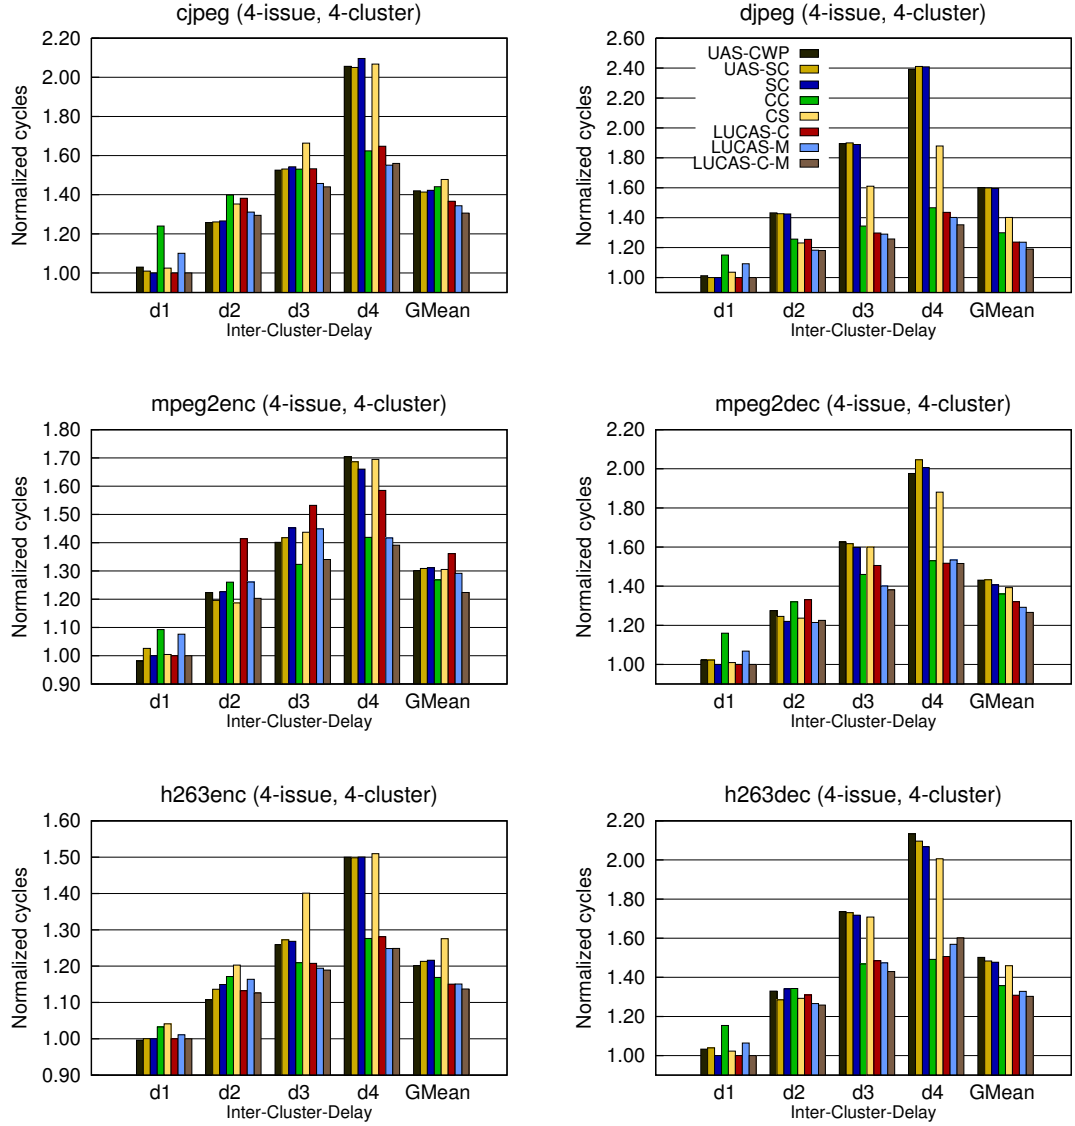 cjpeg (4-issue, 4-cluster)
Normalized cycles
2.20
2.00
1.80
1.60
1.40
1.20
1.00
d1 d2 d3 d4 GMean
Inter-Cluster-Delay
djpeg (4-issue, 4-cluster)
Normalized cycles
2.60
2.40
2.20
2.00
1.80
1.60
1.40
1.20
1.00
UAS-CWP
UAS-SC
SC
CC
CS
LUCAS-C
LUCAS-M
LUCAS-C-M
d1 d2 d3 d4 GMean
Inter-Cluster-Delay
mpeg2enc (4-issue, 4-cluster)
Normalized cycles
1.80
1.70
1.60
1.50
1.40
1.30
1.20
1.10
1.00
0.90
d1 d2 d3 d4 GMean
Inter-Cluster-Delay
mpeg2dec (4-issue, 4-cluster)
Normalized cycles
2.20
2.00
1.80
1.60
1.40
1.20
1.00
d1 d2 d3 d4 GMean
Inter-Cluster-Delay
h263enc (4-issue, 4-cluster)
Normalized cycles
1.60
1.50
1.40
1.30
1.20
1.10
1.00
0.90
d1 d2 d3 d4 GMean
Inter-Cluster-Delay
h263dec (4-issue, 4-cluster)
Normalized cycles
2.20
2.00
1.80
1.60
1.40
1.20
1.00
d1 d2 d3 d4 GMean
Inter-Cluster-Delay